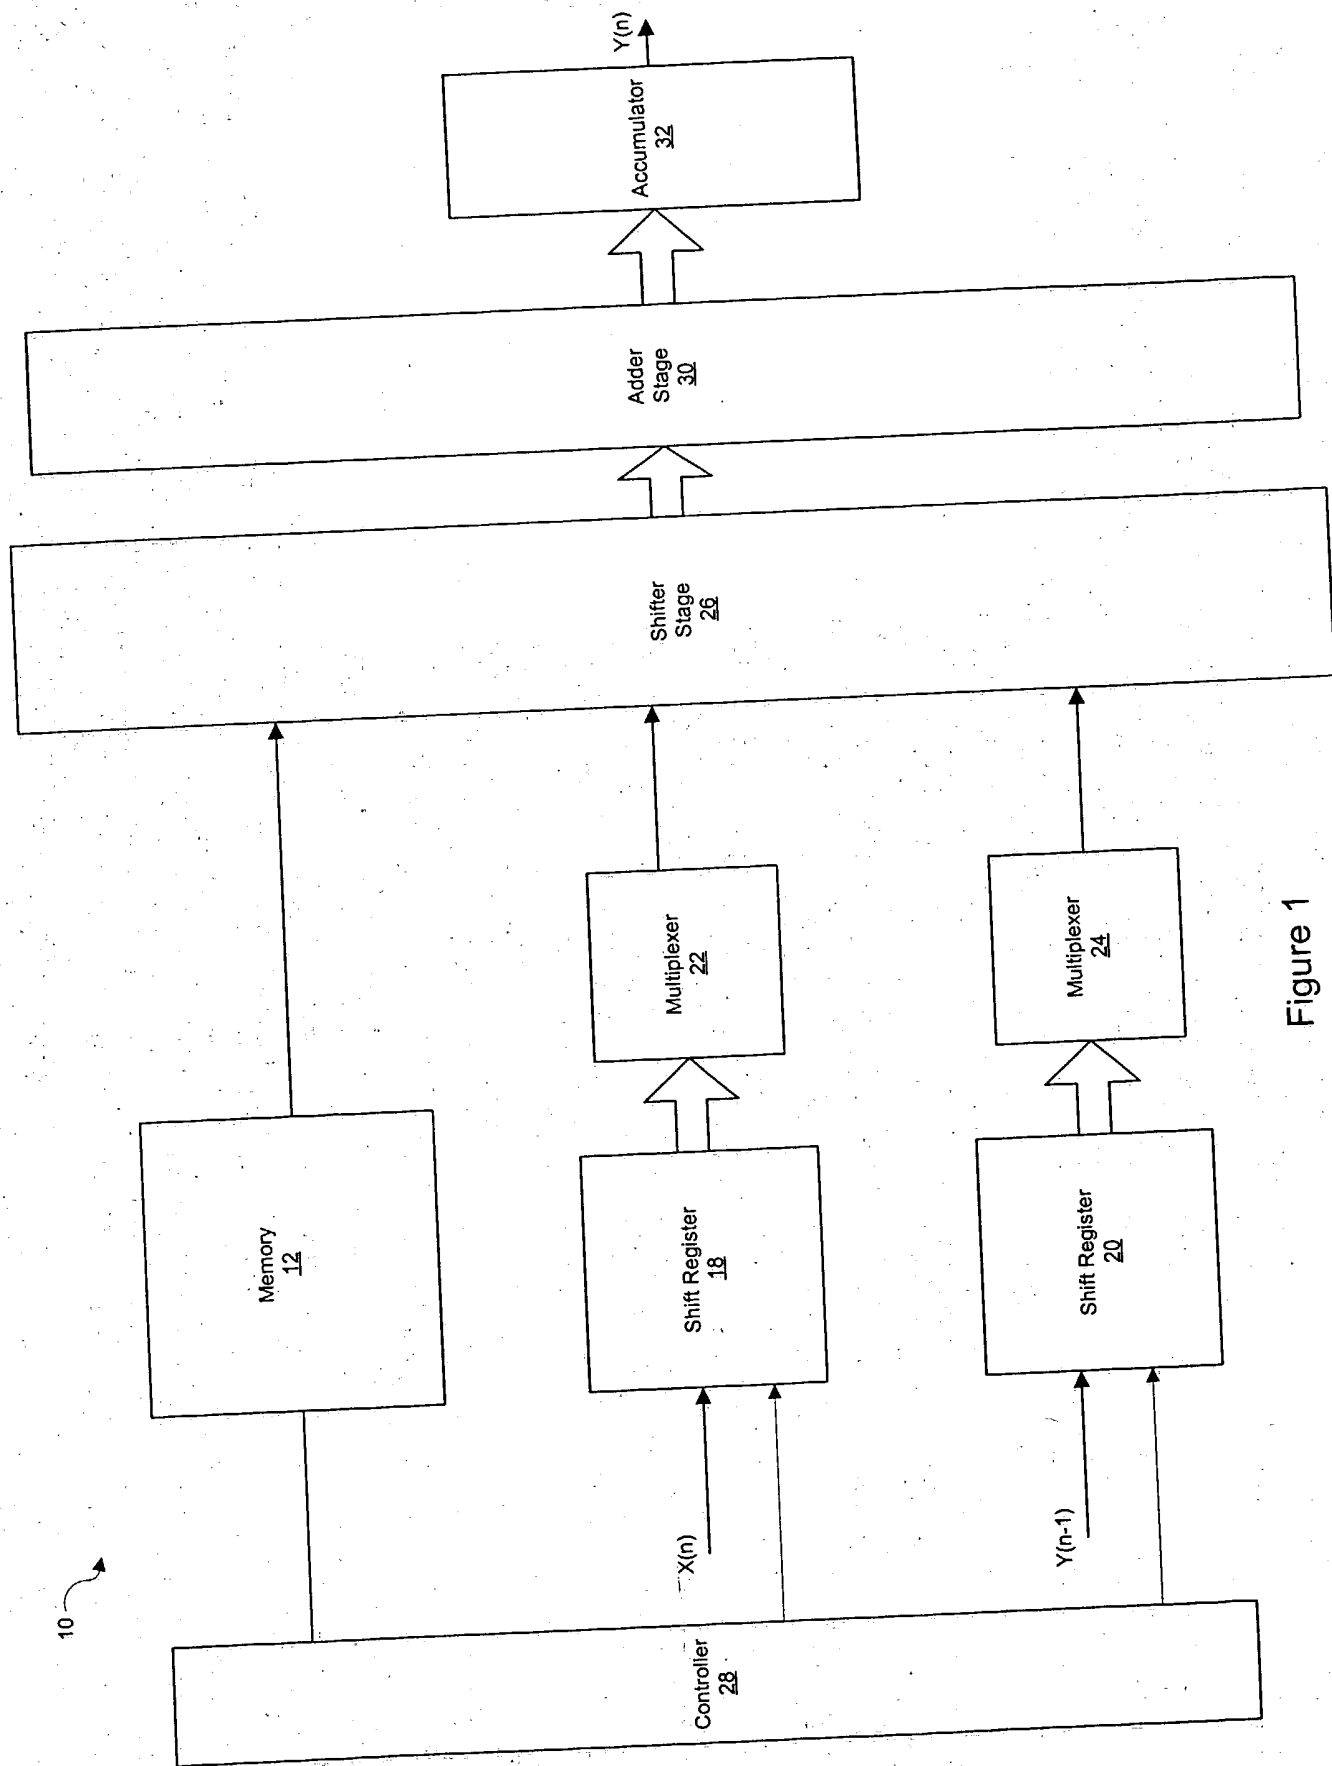 10
Controller
28
Memory
12
X(n)
Shift Register
18
Multiplexer
22
Y(n-1)
Shift Register
20
Multiplexer
24
Shifter
Stage
26
Adder
Stage
30
Accumulator
32
Y(n)
Figure 1